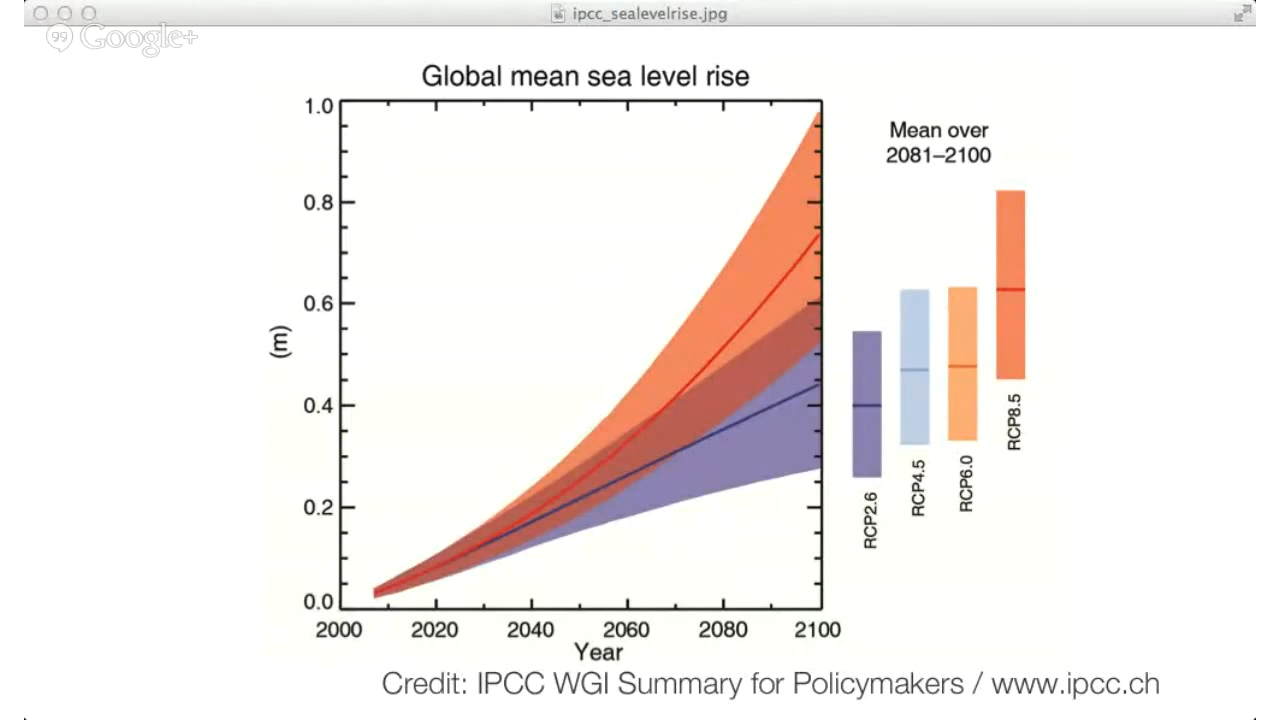 ipcc_sealevelrise.jpg
Google+
Global mean sea level rise
1.0
0.8
0.6
0.4
0.2
0.0
(m)
2000 2020 2040 2060 2080 2100
Year
Mean over
2081–2100
RCP2.6
RCP4.5
RCP6.0
RCP8.5
Credit: IPCC WGI Summary for Policymakers / www.ipcc.ch